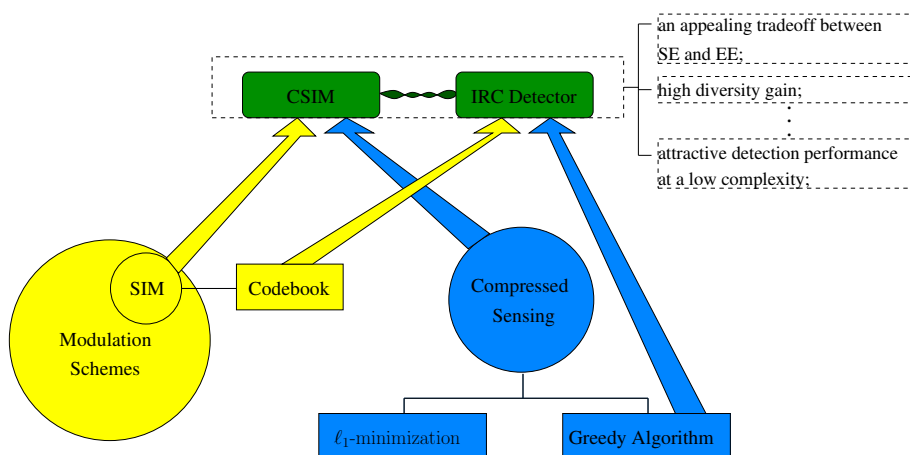 an appealing tradeoff between
SE and EE;
high diversity gain;
attractive detection performance
at a low complexity;
CSIM
IRC Detector
SIM
Codebook
Modulation
Schemes
Compressed
Sensing
ℓ₁-minimization
Greedy Algorithm